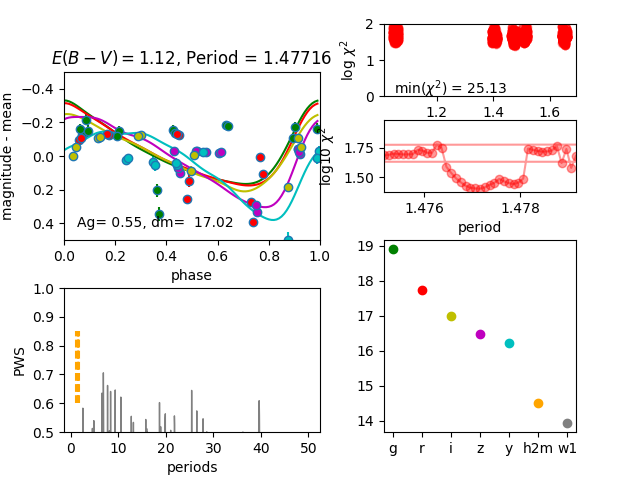 E(B − V) = 1.12, Period = 1.47716
magnitude - mean
−0.4
−0.2
0.0
0.2
0.4
Ag= 0.55, dm= 17.02
0.0 0.2 0.4 0.6 0.8 1.0
phase
log χ²
2
1
0
min(χ²) = 25.13
1.2 1.4 1.6
log10 χ²
1.75
1.50
1.476 1.478
period
PWS
1.0
0.9
0.8
0.7
0.6
0.5
0 10 20 30 40 50
periods
19
18
17
16
15
14
g r i z y h2m w1